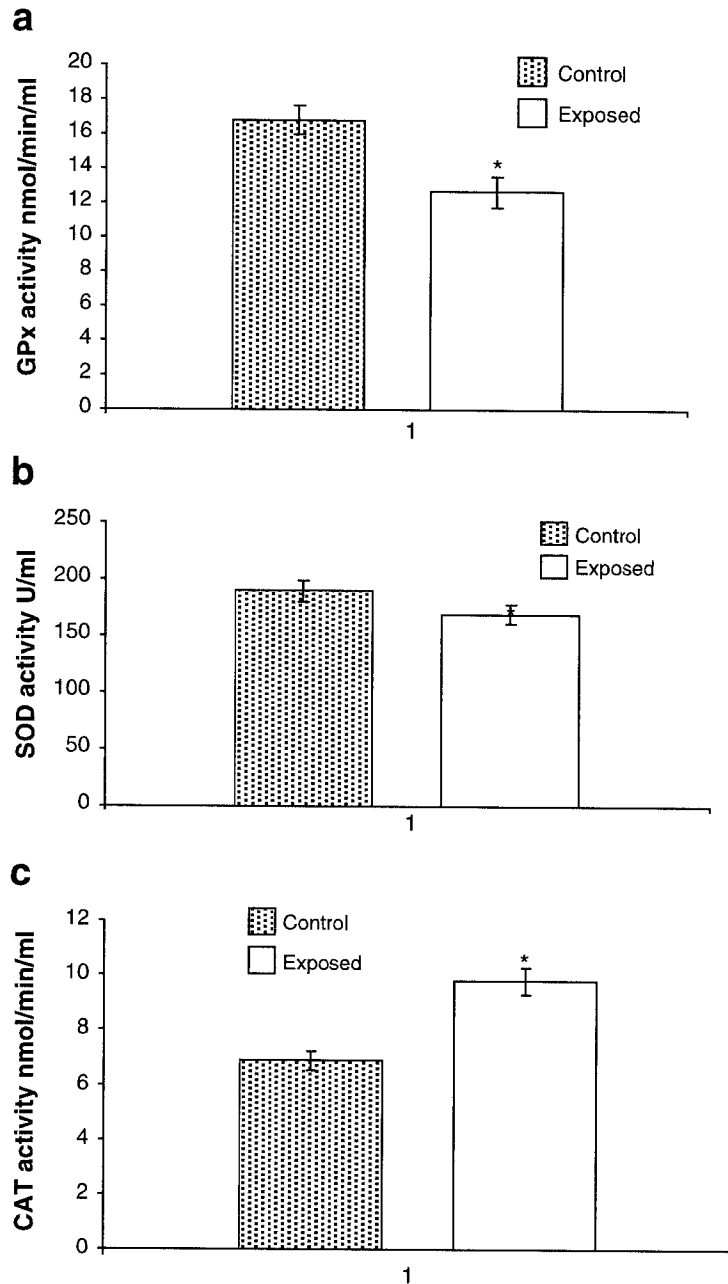 a
GPx activity nmol/min/ml
20
18
16
14
12
10
8
6
4
2
0
Control
Exposed
*
1
b
SOD activity U/ml
250
200
150
100
50
0
Control
Exposed
*
1
c
CAT activity nmol/min/ml
12
10
8
6
4
2
0
Control
Exposed
*
1